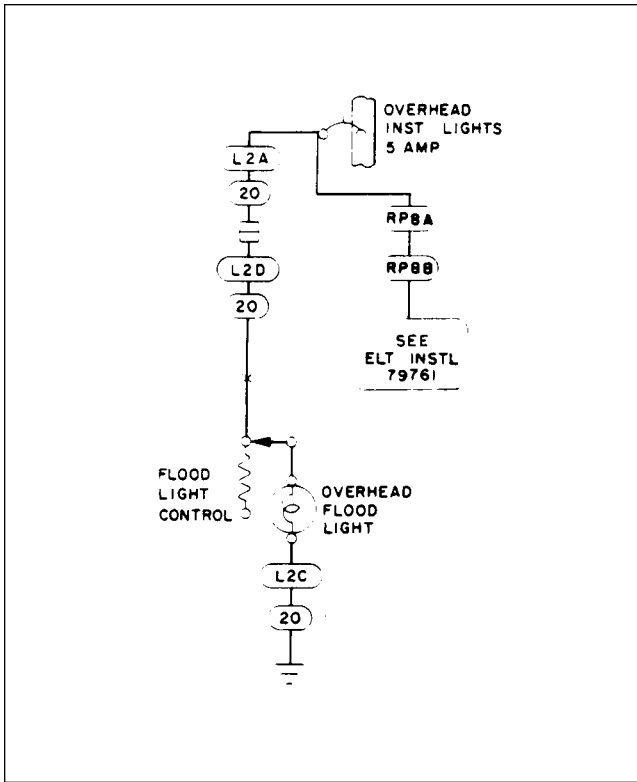 OVERHEAD
INST LIGHTS
5 AMP
L2A
20
RP8A
L2D
RP8B
20
SEE
ELT INSTL
79761
FLOOD
LIGHT
CONTROL
OVERHEAD
FLOOD
LIGHT
L2C
20